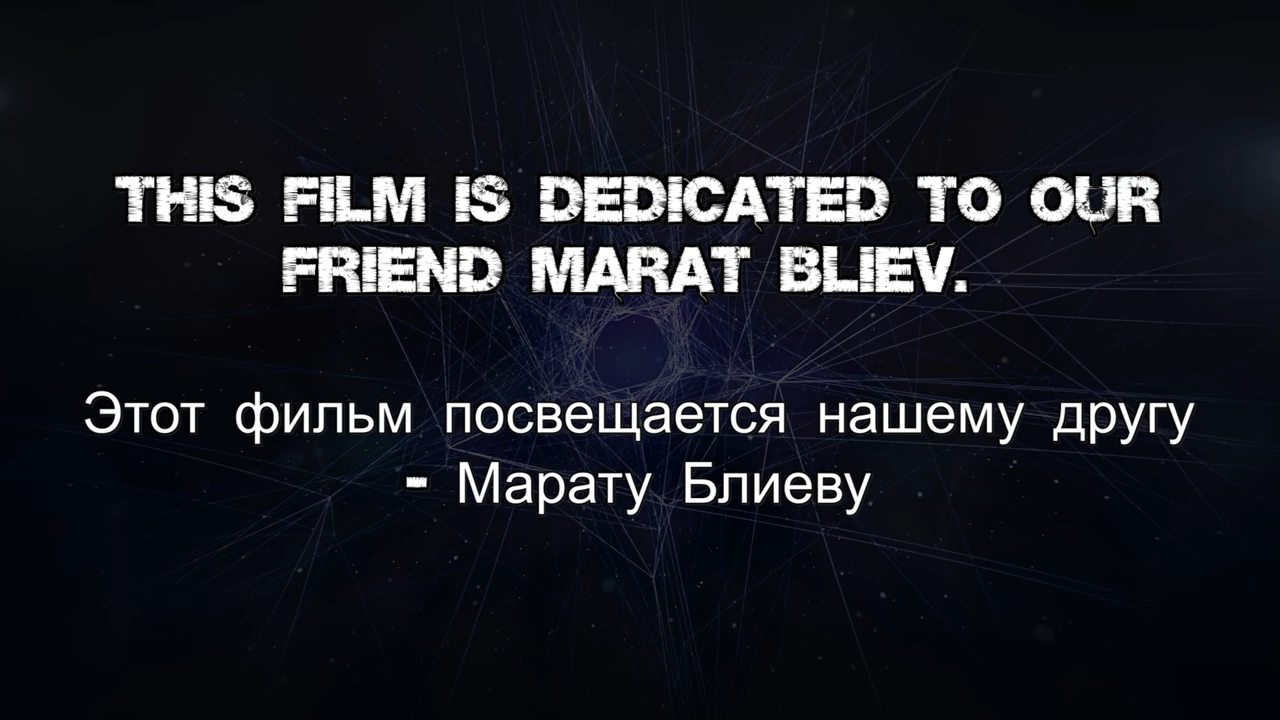 THIS FILM IS DEDICATED TO OUR
FRIEND MARAT BLIEV.
Этот фильм посвещается нашему другу
- Марату Блиеву